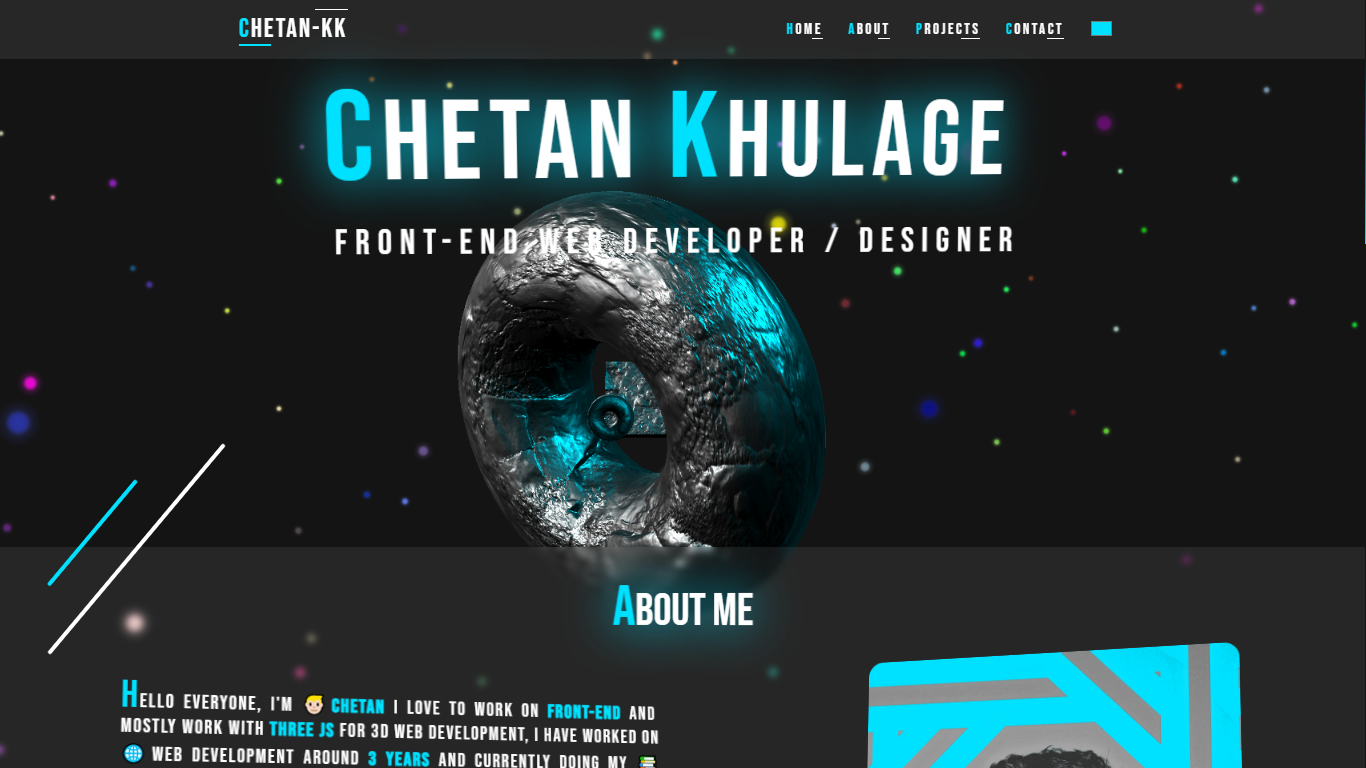 CHETAN-KK
HOME ABOUT PROJECTS CONTACT
CHETAN KHULAGE
FRONT-END WEB DEVELOPER / DESIGNER
ABOUT ME
HELLO EVERYONE, I'M CHETAN I LOVE TO WORK ON FRONT-END AND
MOSTLY WORK WITH THREE JS FOR 3D WEB DEVELOPMENT, I HAVE WORKED ON
WEB DEVELOPMENT AROUND 3 YEARS AND CURRENTLY DOING MY